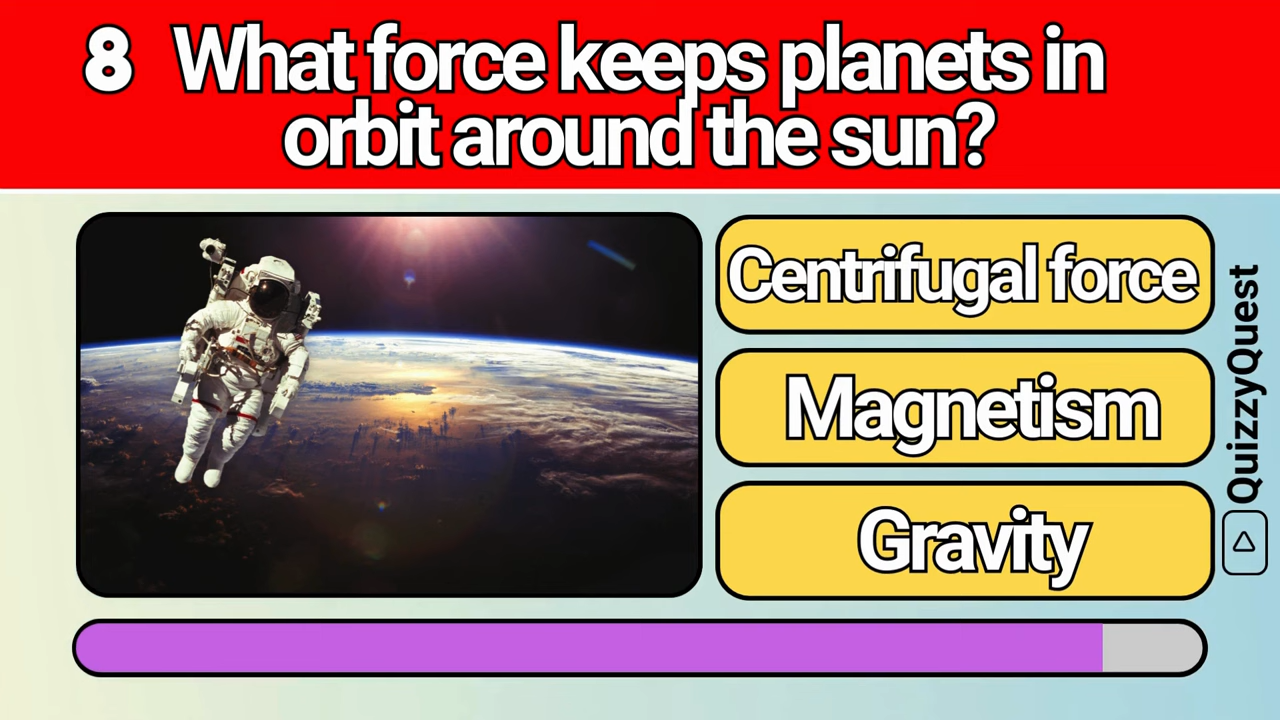 8 What force keeps planets in
orbit around the sun?
Centrifugal force
Magnetism
Gravity
QuizzyQuest